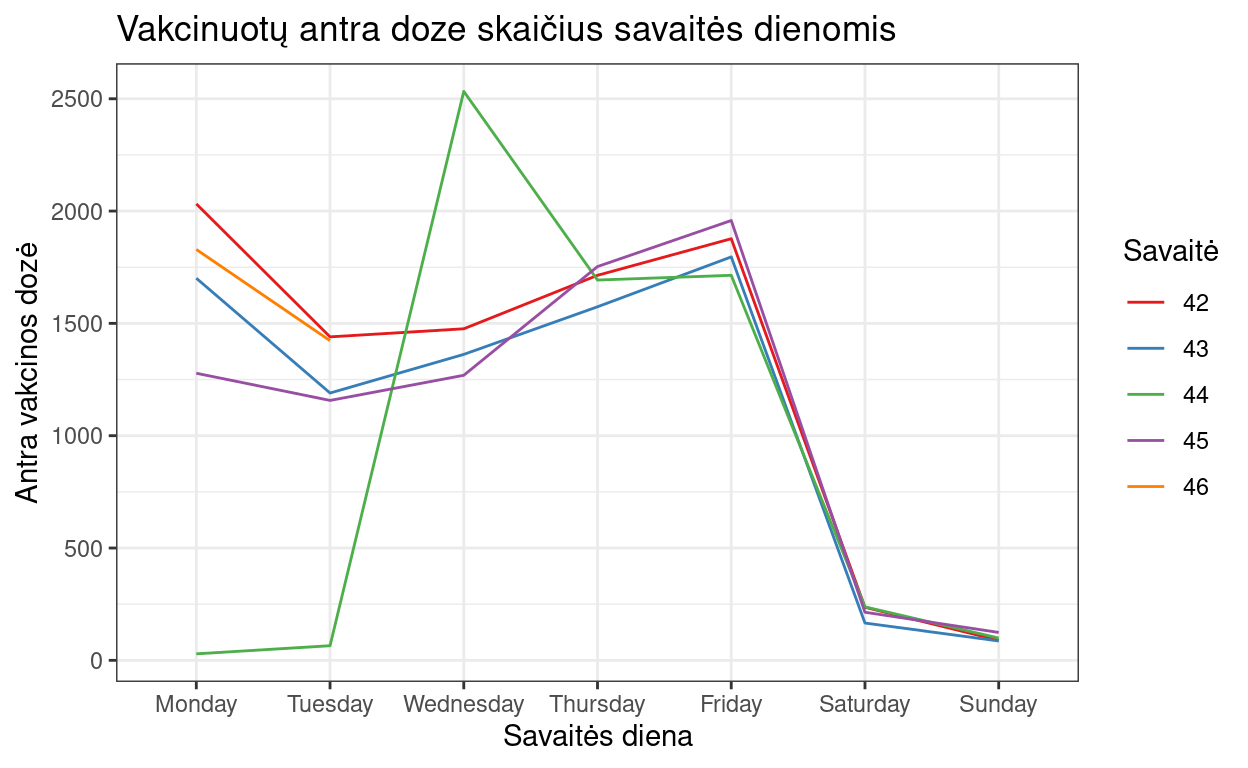 Vakcinuotų antra doze skaičius savaitės dienomis
Antra vakcinos dozė
2500
2000
1500
1000
500
0
Monday Tuesday Wednesday Thursday Friday Saturday Sunday
Savaitės diena
Savaitė
42
43
44
45
46